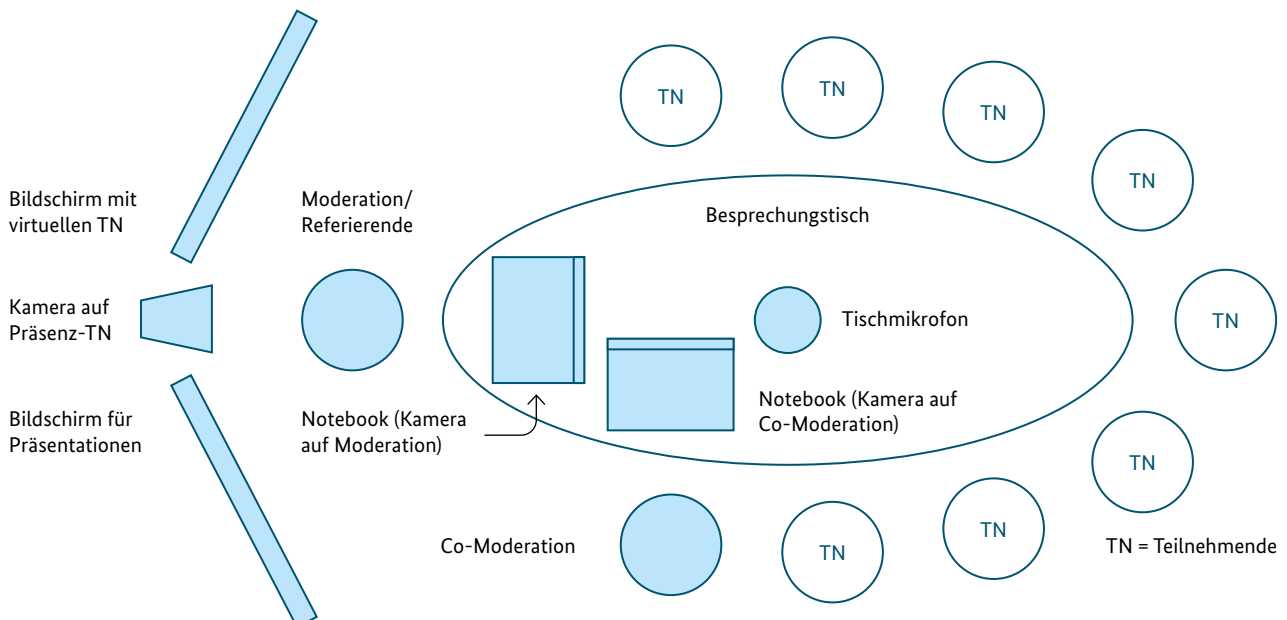 TN
TN
TN
TN
Bildschirm mit
virtuellen TN
Moderation/
Referierende
Besprechungstisch
Kamera auf
Präsenz-TN
Tischmikrofon
TN
Bildschirm für
Präsentationen
Notebook (Kamera
auf Moderation)
Notebook (Kamera auf
Co-Moderation)
TN
Co-Moderation
TN
TN
TN = Teilnehmende